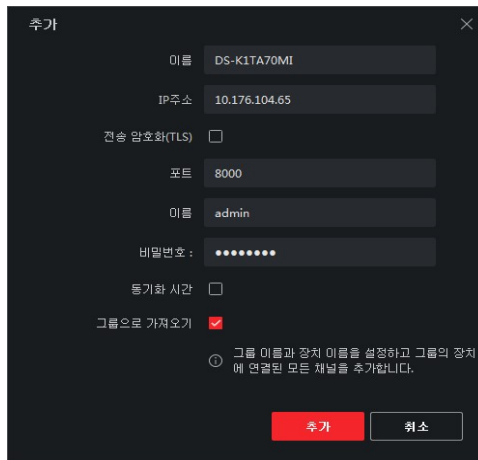 추가
이름 DS-K1TA70MI
IP주소 10.176.104.65
전송 암호화(TLS)
포트 8000
이름 admin
비밀번호 : ●●●●●●●●
동기화 시간
그룹으로 가져오기
그룹 이름과 장치 이름을 설정하고 그룹의 장치
에 연결된 모든 채널을 추가합니다.
추가 취소